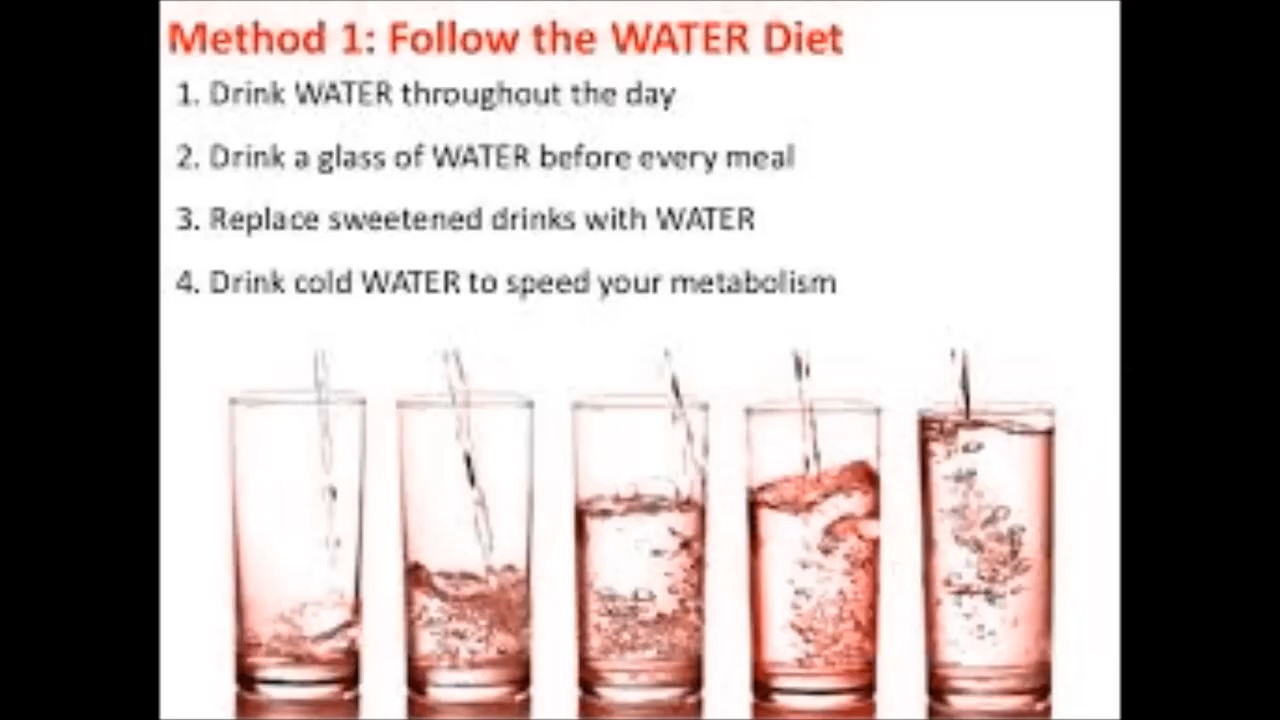 Method 1: Follow the WATER Diet
1. Drink WATER throughout the day
2. Drink a glass of WATER before every meal
3. Replace sweetened drinks with WATER
4. Drink cold WATER to speed your metabolism